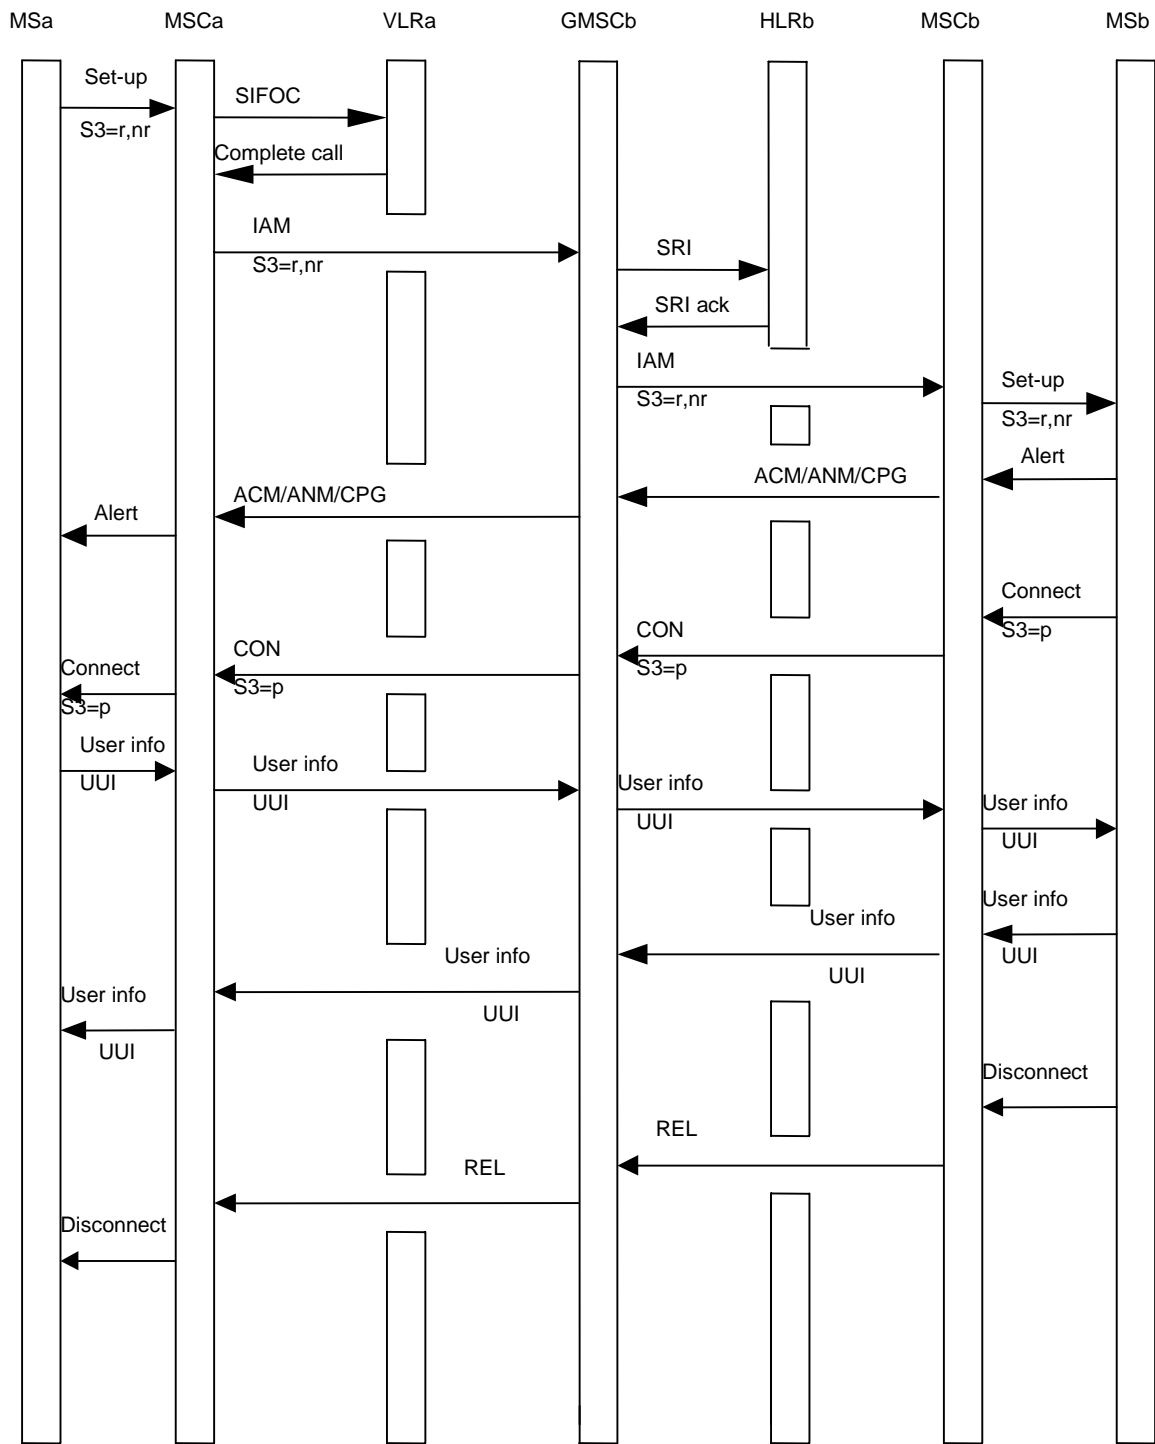 MSa MSCa VLRa GMSCb HLRb MSCb MSb
Set-up
S3=r,nr
SIFOC
Complete call
IAM
S3=r,nr
SRI
SRI ack
IAM
S3=r,nr
Set-up
S3=r,nr
Alert
ACM/ANM/CPG
ACM/ANM/CPG
Alert
Connect
S3=p
CON
S3=p
CON
S3=p
Connect
S3=p
User info
UUI
User info
UUI
User info
UUI
User info
UUI
User info
UUI
User info
UUI
User info
UUI
User info
UUI
Disconnect
REL
REL
Disconnect